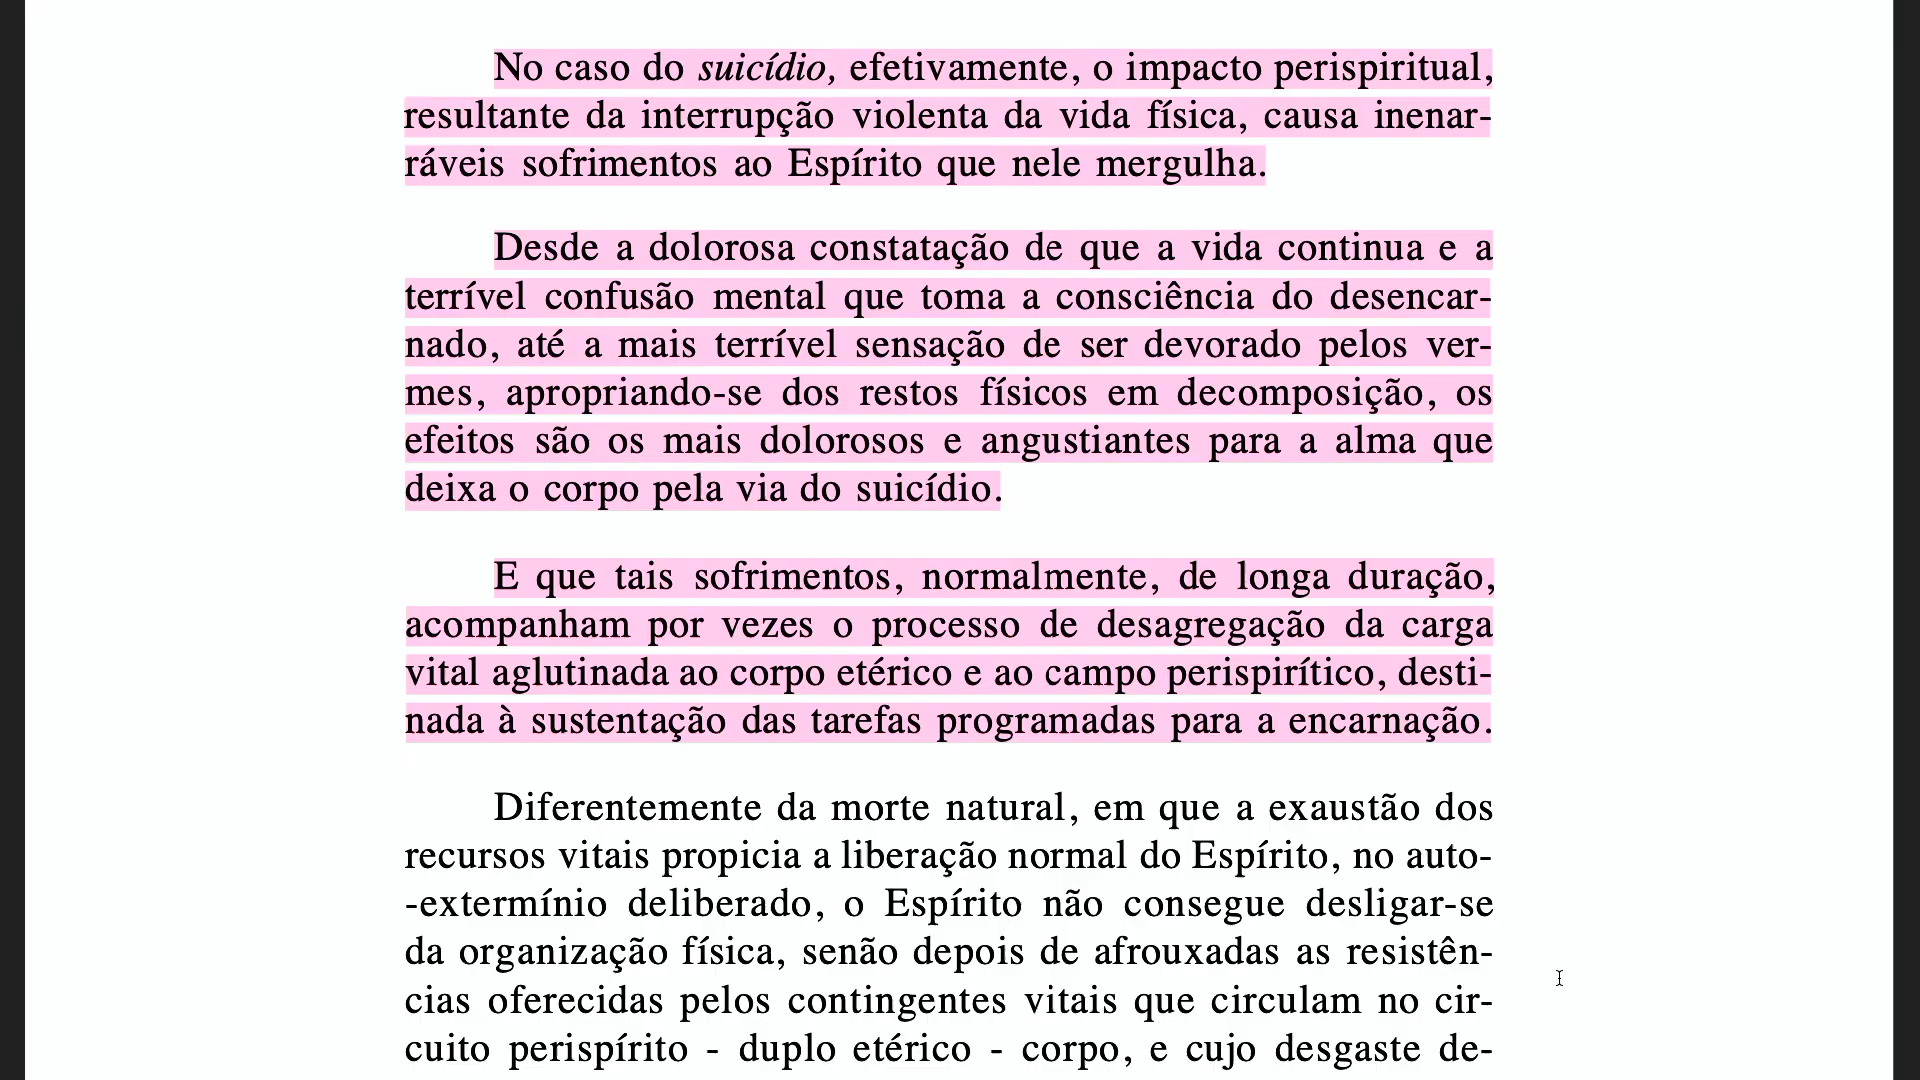 No caso do suicídio, efetivamente, o impacto perispiritual,
resultante da interrupção violenta da vida física, causa inenar-
ráveis sofrimentos ao Espírito que nele mergulha.
Desde a dolorosa constatação de que a vida continua e a
terrível confusão mental que toma a consciência do desencar-
nado, até a mais terrível sensação de ser devorado pelos ver-
mes, apropriando-se dos restos físicos em decomposição, os
efeitos são os mais dolorosos e angustiantes para a alma que
deixa o corpo pela via do suicídio.
E que tais sofrimentos, normalmente, de longa duração,
acompanham por vezes o processo de desagregação da carga
vital aglutinada ao corpo etérico e ao campo perispirítico, desti-
nada à sustentação das tarefas programadas para a encarnação.
Diferentemente da morte natural, em que a exaustão dos
recursos vitais propicia a liberação normal do Espírito, no auto-
-extermínio deliberado, o Espírito não consegue desligar-se
da organização física, senão depois de afrouxadas as resistên-
cias oferecidas pelos contingentes vitais que circulam no cir-
cuito perispírito - duplo etérico - corpo, e cujo desgaste de-